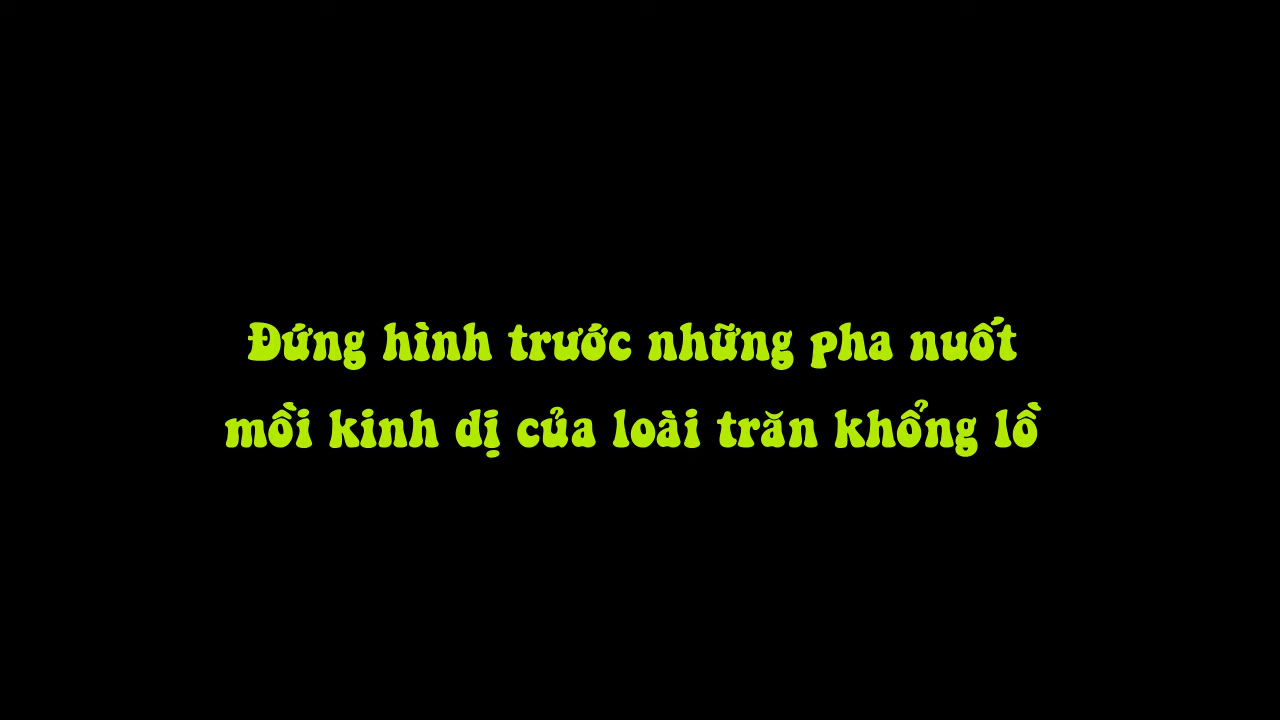 Đứng hình trước những pha nuốt
mồi kinh dị của loài trăn khổng lồ